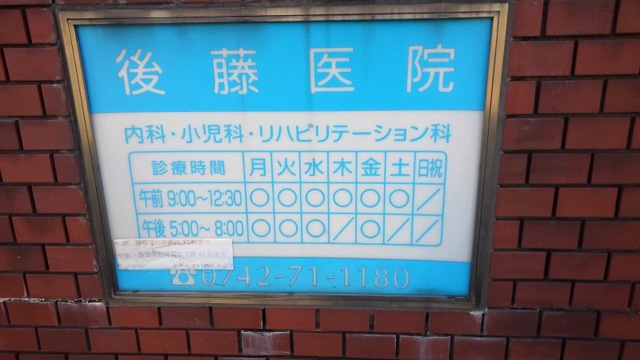 後藤医院
内科・小児科・リハビリテーション科
診療時間 月 火 水 木 金 土 日祝
午前 9:00~12:30 ○ ○ ○ ○ ○ ○ /
午後 5:00~8:00 ○ ○ ○ / ○ / /
☎0742-71-1180